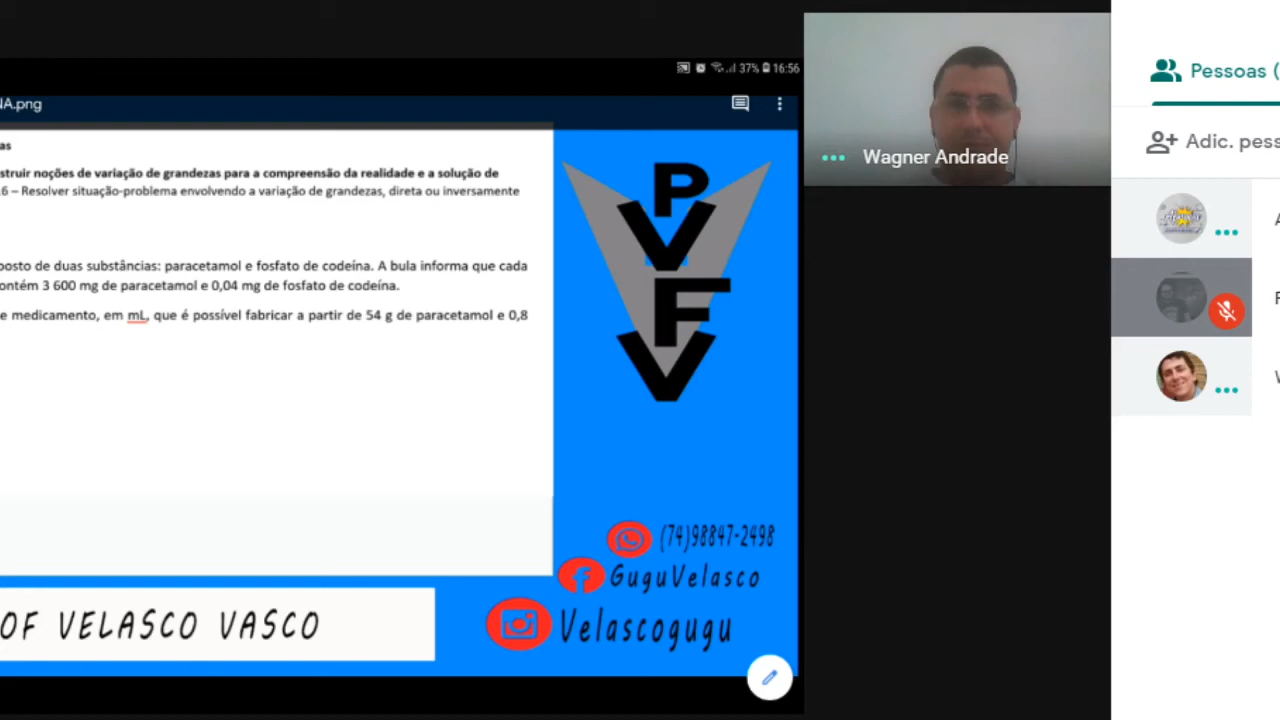 37% 16:56
NA.png
as
struir noções de variação de grandezas para a compreensão da realidade e a solução de
6 – Resolver situação-problema envolvendo a variação de grandezas, direta ou inversamente
posto de duas substâncias: paracetamol e fosfato de codeína. A bula informa que cada
ontém 3 600 mg de paracetamol e 0,04 mg de fosfato de codeína.
e medicamento, em mL, que é possível fabricar a partir de 54 g de paracetamol e 0,8
P
V
F
V
(74)98847-2498
GuguVelasco
Velascogugu
OF VELASCO VASCO
Wagner Andrade
Pessoas (
Adic. pess